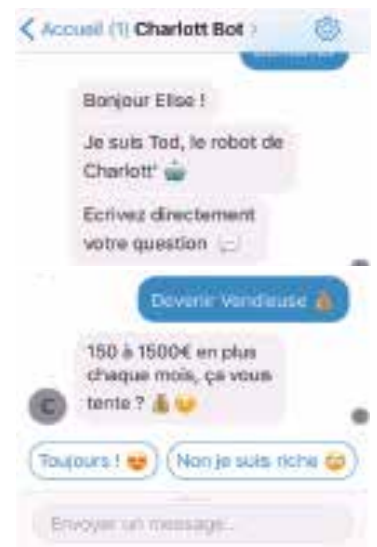 Accueil (1) Charlott Bot
Bonjour Elise !
Je suis Tod, le robot de
Charlott'
Ecrivez directement
votre question
Devenir Vendeuse
150 à 1500€ en plus
chaque mois, ça vous
tente ?
C
Toujours !
Non je suis riche
Envoyer un message...